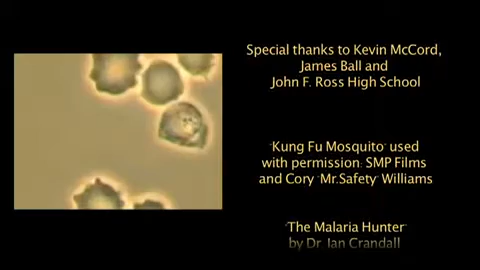 Special thanks to Kevin McCord,
James Ball and
John F. Ross High School
"Kung Fu Mosquito" used
with permission: SMP Films
and Cory "Mr.Safety" Williams
"The Malaria Hunter"
by Dr. Ian Crandall